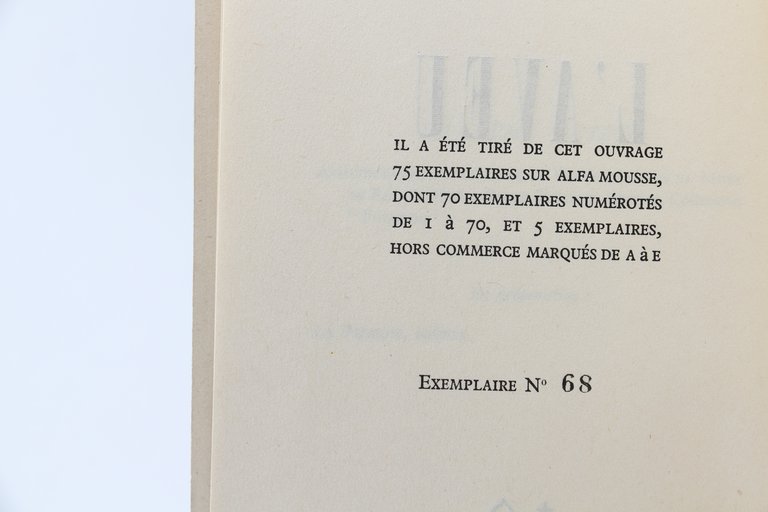 IL A ÉTÉ TIRÉ DE CET OUVRAGE
75 EXEMPLAIRES SUR ALFA MOUSSE,
DONT 70 EXEMPLAIRES NUMÉROTÉS
DE 1 à 70, ET 5 EXEMPLAIRES,
HORS COMMERCE MARQUÉS DE A à E
EXEMPLAIRE Nº 68